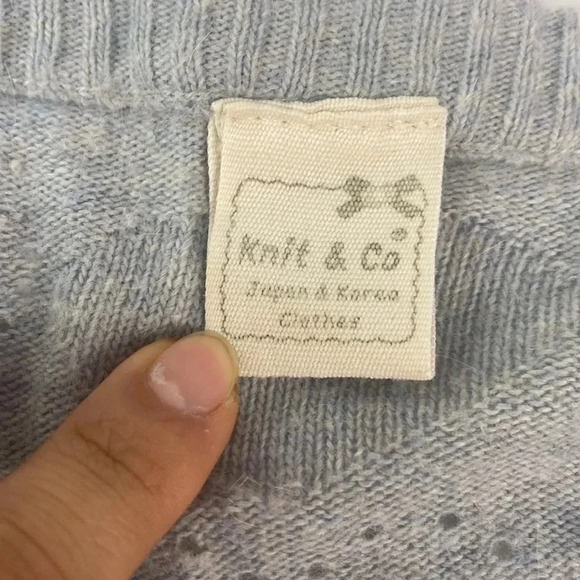 Knit & Co
Japan & Korea
Clothes